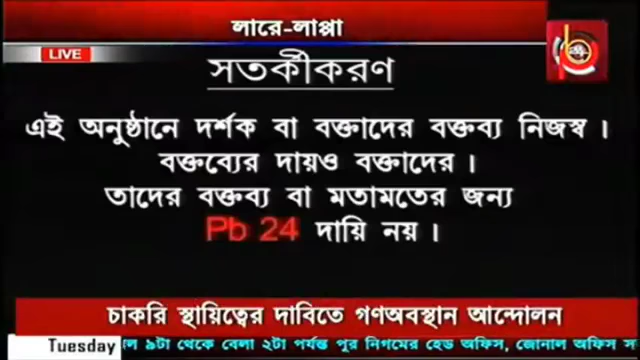 লারে-লাপ্পা
LIVE
সতর্কীকরণ
এই অনুষ্ঠানে দর্শক বা বক্তাদের বক্তব্য নিজস্ব ।
বক্তব্যের দায়ও বক্তাদের ।
তাদের বক্তব্য বা মতামতের জন্য
Pb 24 দায়ি নয় ।
চাকরি স্থায়িত্বের দাবিতে গণঅবস্থান আন্দোলন
Tuesday লে ৯টা থেকে বেলা ২টা পর্যন্ত পুর নিগমের হেড অফিস, জোনাল অফিস স